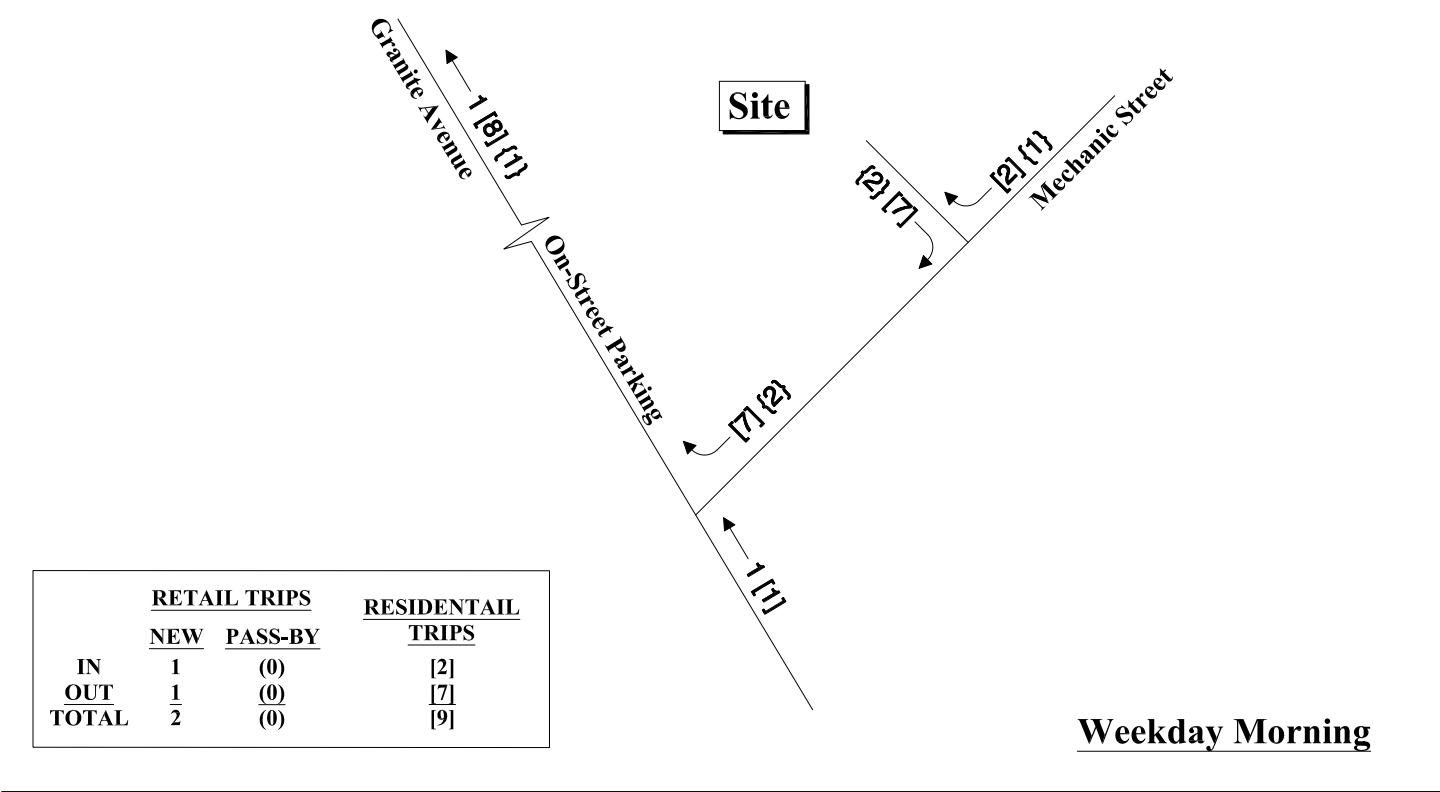 Granite Avenue
1 [8] {1}
Site
Mechanic Street
[2] {1}
{2} [7]
On-Street Parking
[7] {2}
1 [1]
RETAIL TRIPS
RESIDENTAIL
TRIPS
NEW PASS-BY
IN 1 (0) [2]
OUT 1 (0) [7]
TOTAL 2 (0) [9]
Weekday Morning